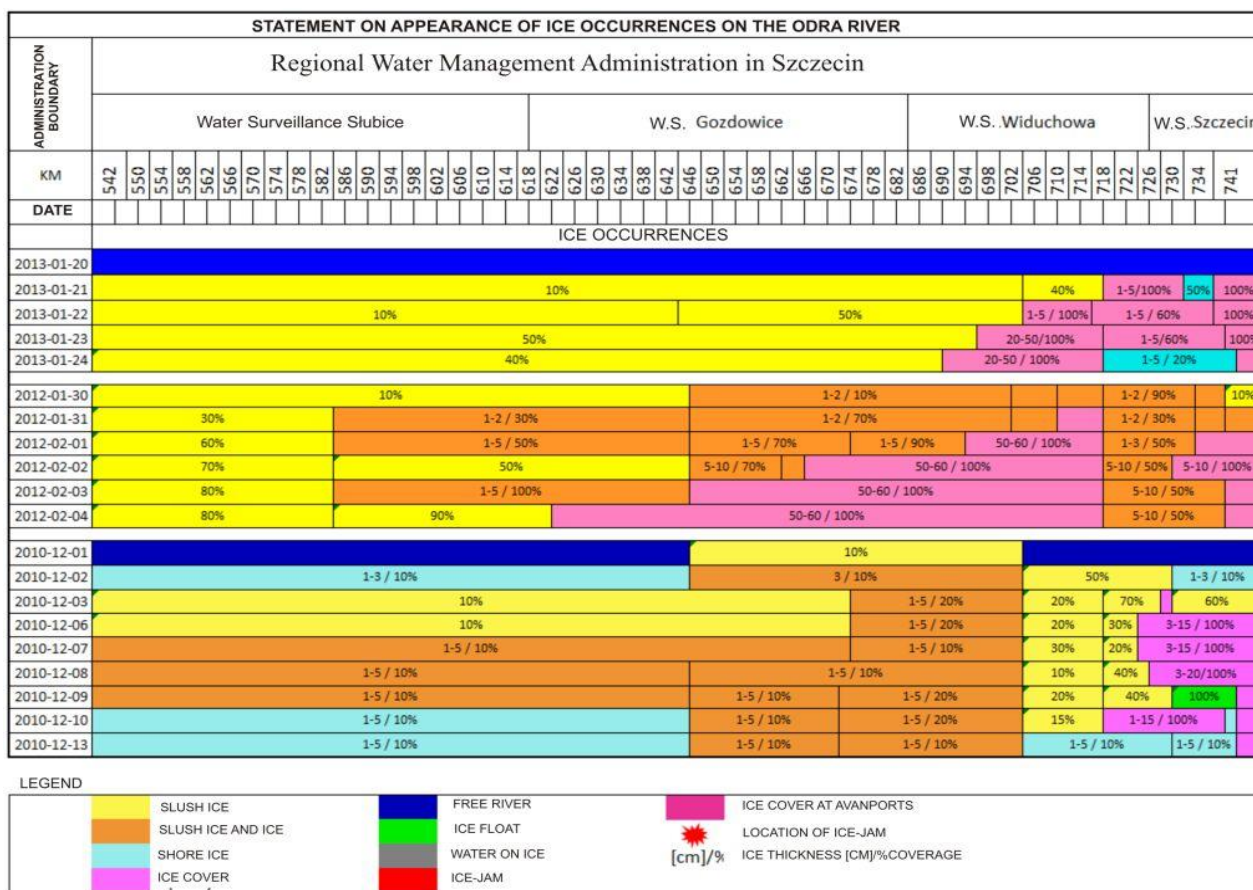 STATEMENT ON APPEARANCE OF ICE OCCURRENCES ON THE ODRA RIVER
ADMINISTRATION BOUNDARY
Regional Water Management Administration in Szczecin
Water Surveillance Słubice W.S. Gozdowice W.S. Widuchowa W.S. Szczecin
KM 542 550 554 558 562 566 570 574 578 582 586 590 594 598 602 606 610 614 618 622 626 630 634 638 642 646 650 654 658 662 666 670 674 678 682 686 690 694 698 702 706 710 714 718 722 726 730 734 741
DATE
ICE OCCURRENCES
2013-01-20
2013-01-21 10% 40% 1-5/100% 50% 100%
2013-01-22 10% 50% 1-5 / 100% 1-5 / 60% 100%
2013-01-23 50% 20-50/100% 1-5/60% 100%
2013-01-24 40% 20-50 / 100% 1-5 / 20%
2012-01-30 10% 1-2 / 10% 1-2 / 90% 10%
2012-01-31 30% 1-2 / 30% 1-2 / 70% 1-2 / 30%
2012-02-01 60% 1-5 / 50% 1-5 / 70% 1-5 / 90% 50-60 / 100% 1-3 / 50%
2012-02-02 70% 50% 5-10 / 70% 50-60 / 100% 5-10 / 50% 5-10 / 100%
2012-02-03 80% 1-5 / 100% 50-60 / 100% 5-10 / 50%
2012-02-04 80% 90% 50-60 / 100% 5-10 / 50%
2010-12-01 10%
2010-12-02 1-3 / 10% 3 / 10% 50% 1-3 / 10%
2010-12-03 10% 1-5 / 20% 20% 70% 60%
2010-12-06 10% 1-5 / 20% 20% 30% 3-15 / 100%
2010-12-07 1-5 / 10% 1-5 / 10% 30% 20% 3-15 / 100%
2010-12-08 1-5 / 10% 1-5 / 10% 10% 40% 3-20/100%
2010-12-09 1-5 / 10% 1-5 / 10% 1-5 / 20% 20% 40% 100%
2010-12-10 1-5 / 10% 1-5 / 10% 1-5 / 20% 15% 1-15 / 100%
2010-12-13 1-5 / 10% 1-5 / 10% 1-5 / 10% 1-5 / 10% 1-5 / 10%
LEGEND
SLUSH ICE FREE RIVER ICE COVER AT AVANPORTS
SLUSH ICE AND ICE ICE FLOAT LOCATION OF ICE-JAM
SHORE ICE WATER ON ICE [cm]/% ICE THICKNESS [CM]/%COVERAGE
ICE COVER ICE-JAM